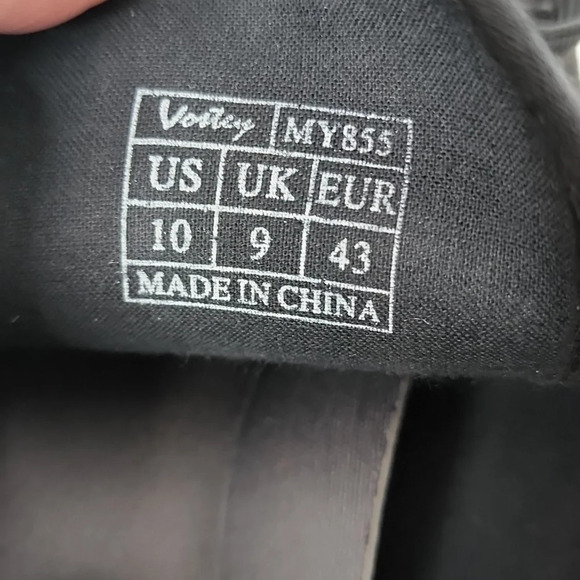 Vostey MY855
US UK EUR
10 9 43
MADE IN CHINA